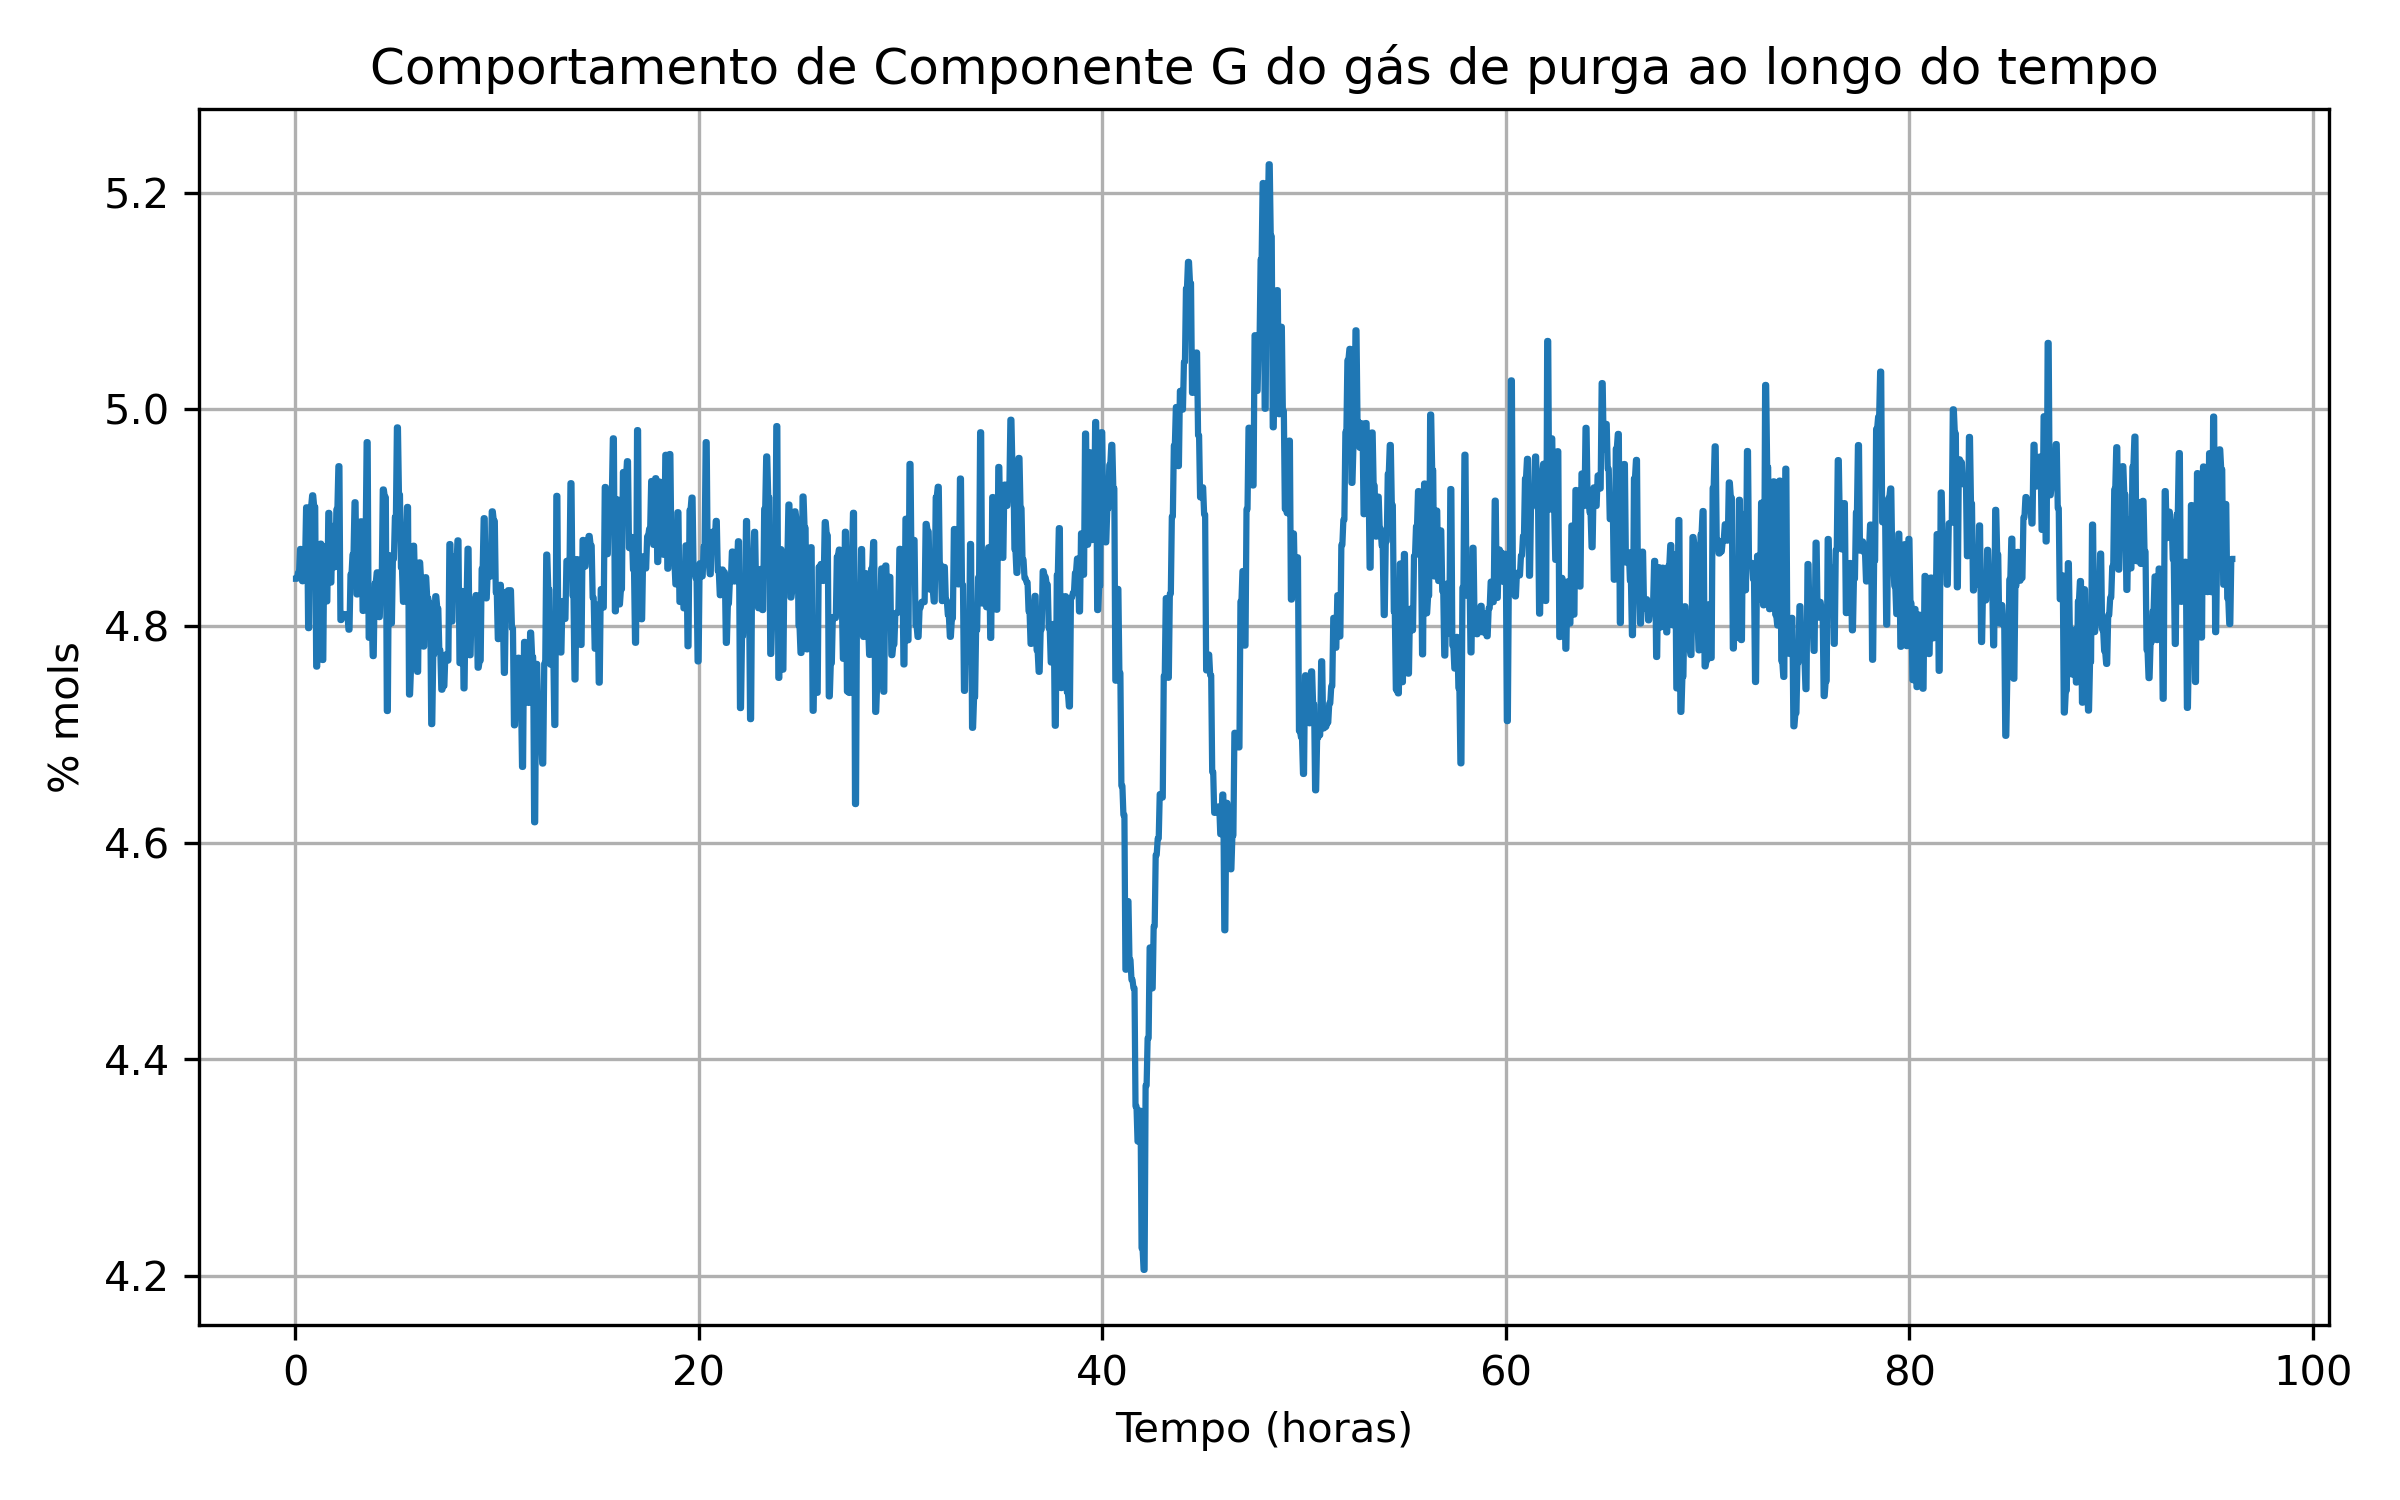 Comportamento de Componente G do gás de purga ao longo do tempo
5.2
5.0
4.8
4.6
4.4
4.2
% mols
0 20 40 60 80 100
Tempo (horas)